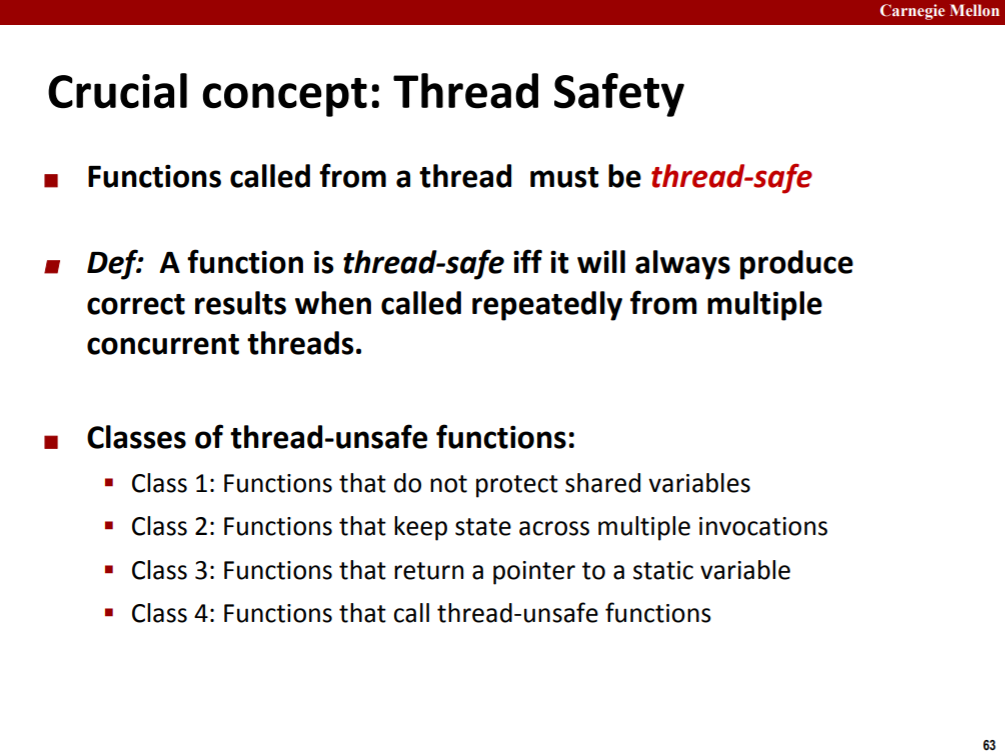 Carnegie Mellon
Crucial concept: Thread Safety
Functions called from a thread must be thread-safe
Def: A function is thread-safe iff it will always produce
correct results when called repeatedly from multiple
concurrent threads.
Classes of thread-unsafe functions:
Class 1: Functions that do not protect shared variables
Class 2: Functions that keep state across multiple invocations
Class 3: Functions that return a pointer to a static variable
Class 4: Functions that call thread-unsafe functions
63